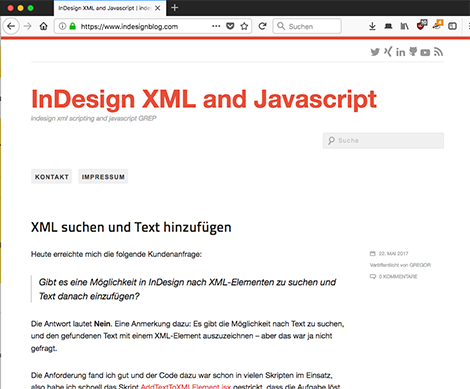 InDesign XML and Javascript | inde
https://www.indesignblog.com
Suchen
InDesign XML and Javascript
indesign xml scripting and javascript GREP
Suche
KONTAKT IMPRESSUM
XML suchen und Text hinzufügen
Heute erreichte mich die folgende Kundenanfrage:
22. MAI 2017
Veröffentlicht von GREGOR
0 KOMMENTARE
Gibt es eine Möglichkeit in InDesign nach XML-Elementen zu suchen und
Text danach einzufügen?
Die Antwort lautet Nein. Eine Anmerkung dazu: Es gibt die Möglichkeit nach Text zu suchen,
und den gefundenen Text mit einem XML-Element auszuzeichnen – aber das war ja nicht
gefragt.
Die Anforderung fand ich gut und der Code dazu war schon in vielen Skripten im Einsatz,
also habe ich schnell das Skript AddTextToXMLElement.jsx gestrickt, dass die Aufgabe löst